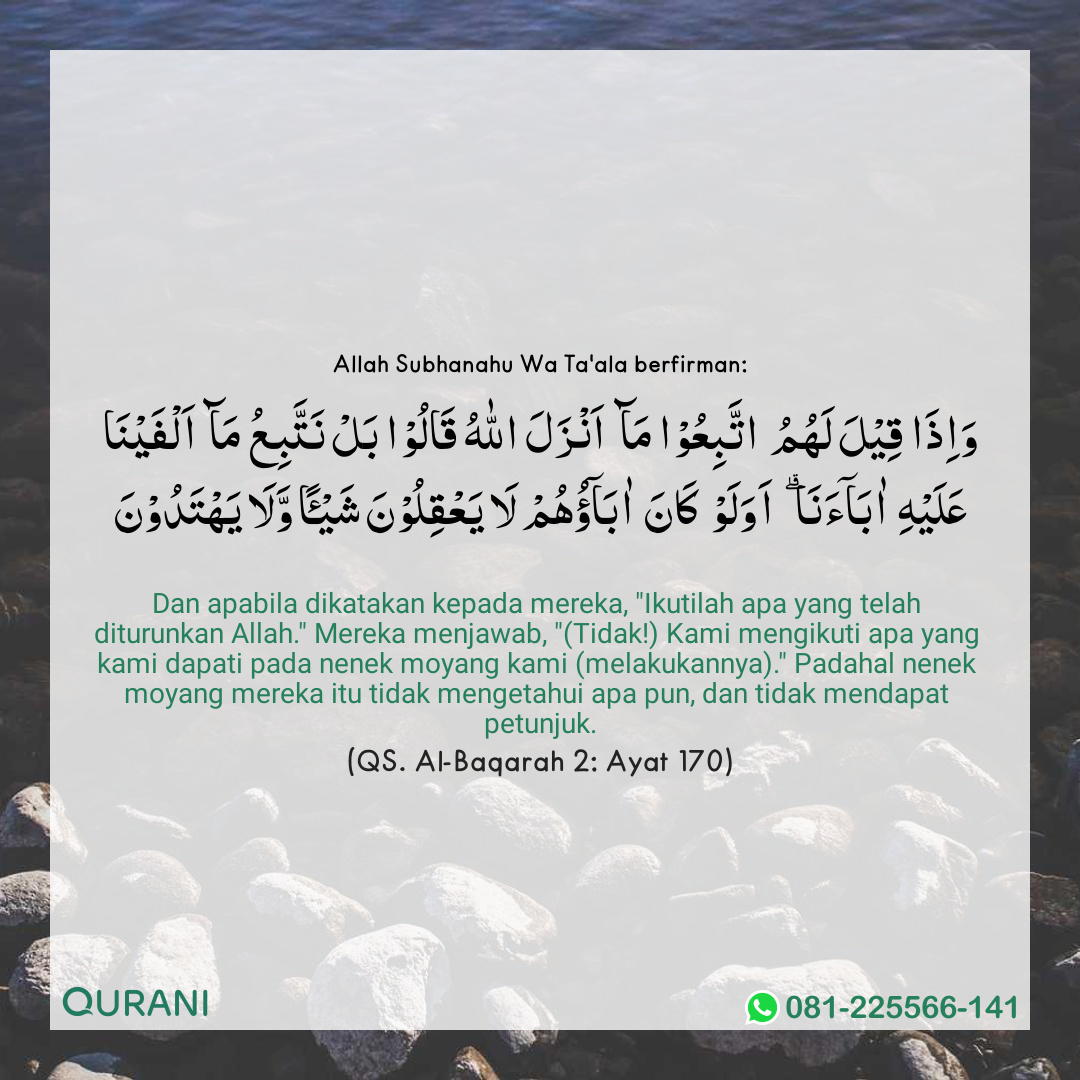 Allah Subhanahu Wa Ta'ala berfirman:
وَاِذَا قِيْلَ لَهُمُ اتَّبِعُوْا مَآ اَنْزَلَ اللّٰهُ قَالُوْا بَلْ نَـتَّبِعُ مَآ اَلْفَيْنَا
عَلَيْهِ اٰبَآءَنَا ۗ اَوَلَوْ كَانَ اٰبَآؤُهُمْ لَا يَعْقِلُوْنَ شَيْـًٔـا وَّلَا يَهْتَدُوْنَ
Dan apabila dikatakan kepada mereka, "Ikutilah apa yang telah
diturunkan Allah." Mereka menjawab, "(Tidak!) Kami mengikuti apa yang
kami dapati pada nenek moyang kami (melakukannya)." Padahal nenek
moyang mereka itu tidak mengetahui apa pun, dan tidak mendapat
petunjuk.
(QS. Al-Baqarah 2: Ayat 170)
QURANI
081-225566-141